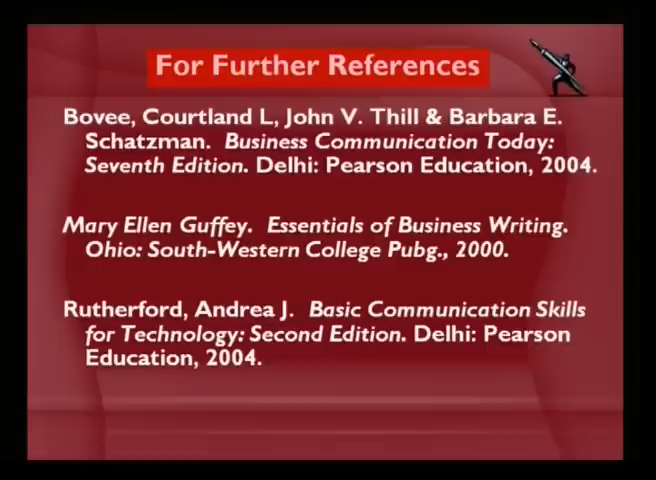 For Further References
Bovee, Courtland L, John V. Thill & Barbara E.
Schatzman. Business Communication Today:
Seventh Edition. Delhi: Pearson Education, 2004.
Mary Ellen Guffey. Essentials of Business Writing.
Ohio: South-Western College Pubg., 2000.
Rutherford, Andrea J. Basic Communication Skills
for Technology: Second Edition. Delhi: Pearson
Education, 2004.